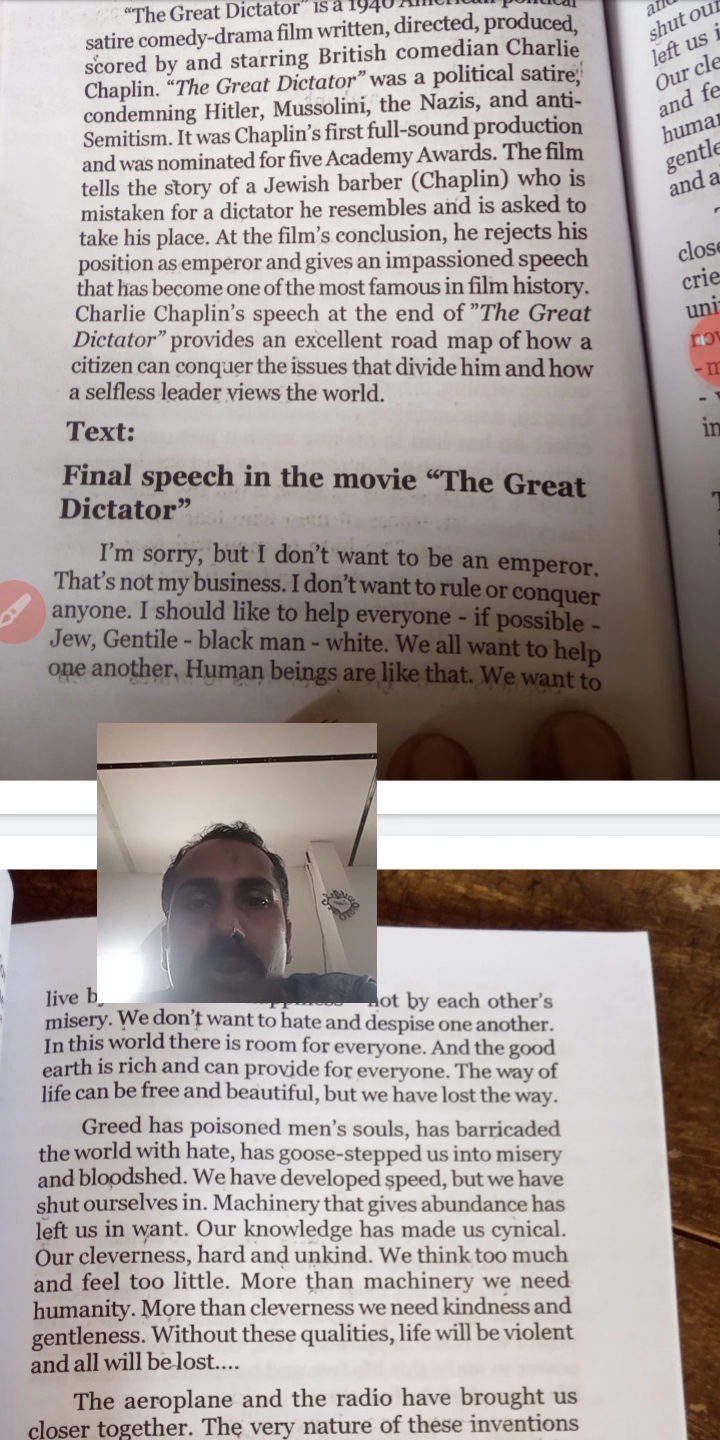 "The Great Dictator" is a 1940 American political
satire comedy-drama film written, directed, produced,
scored by and starring British comedian Charlie
Chaplin. "The Great Dictator" was a political satire,
condemning Hitler, Mussolini, the Nazis, and anti-
Semitism. It was Chaplin's first full-sound production
and was nominated for five Academy Awards. The film
tells the story of a Jewish barber (Chaplin) who is
mistaken for a dictator he resembles and is asked to
take his place. At the film's conclusion, he rejects his
position as emperor and gives an impassioned speech
that has become one of the most famous in film history.
Charlie Chaplin's speech at the end of "The Great
Dictator" provides an excellent road map of how a
citizen can conquer the issues that divide him and how
a selfless leader views the world.
Text:
Final speech in the movie "The Great
Dictator"
I'm sorry, but I don't want to be an emperor.
That's not my business. I don't want to rule or conquer
anyone. I should like to help everyone - if possible -
Jew, Gentile - black man - white. We all want to help
one another. Human beings are like that. We want to
shut our
left us i
Our cle
and fe
human
gentle
and a
close
crie
uni
in
live
not by each other's
misery. We don't want to hate and despise one another.
In this world there is room for everyone. And the good
earth is rich and can provide for everyone. The way of
life can be free and beautiful, but we have lost the way.
Greed has poisoned men's souls, has barricaded
the world with hate, has goose-stepped us into misery
and bloodshed. We have developed speed, but we have
shut ourselves in. Machinery that gives abundance has
left us in want. Our knowledge has made us cynical.
Our cleverness, hard and unkind. We think too much
and feel too little. More than machinery we need
humanity. More than cleverness we need kindness and
gentleness. Without these qualities, life will be violent
and all will be lost....
The aeroplane and the radio have brought us
closer together. The very nature of these inventions